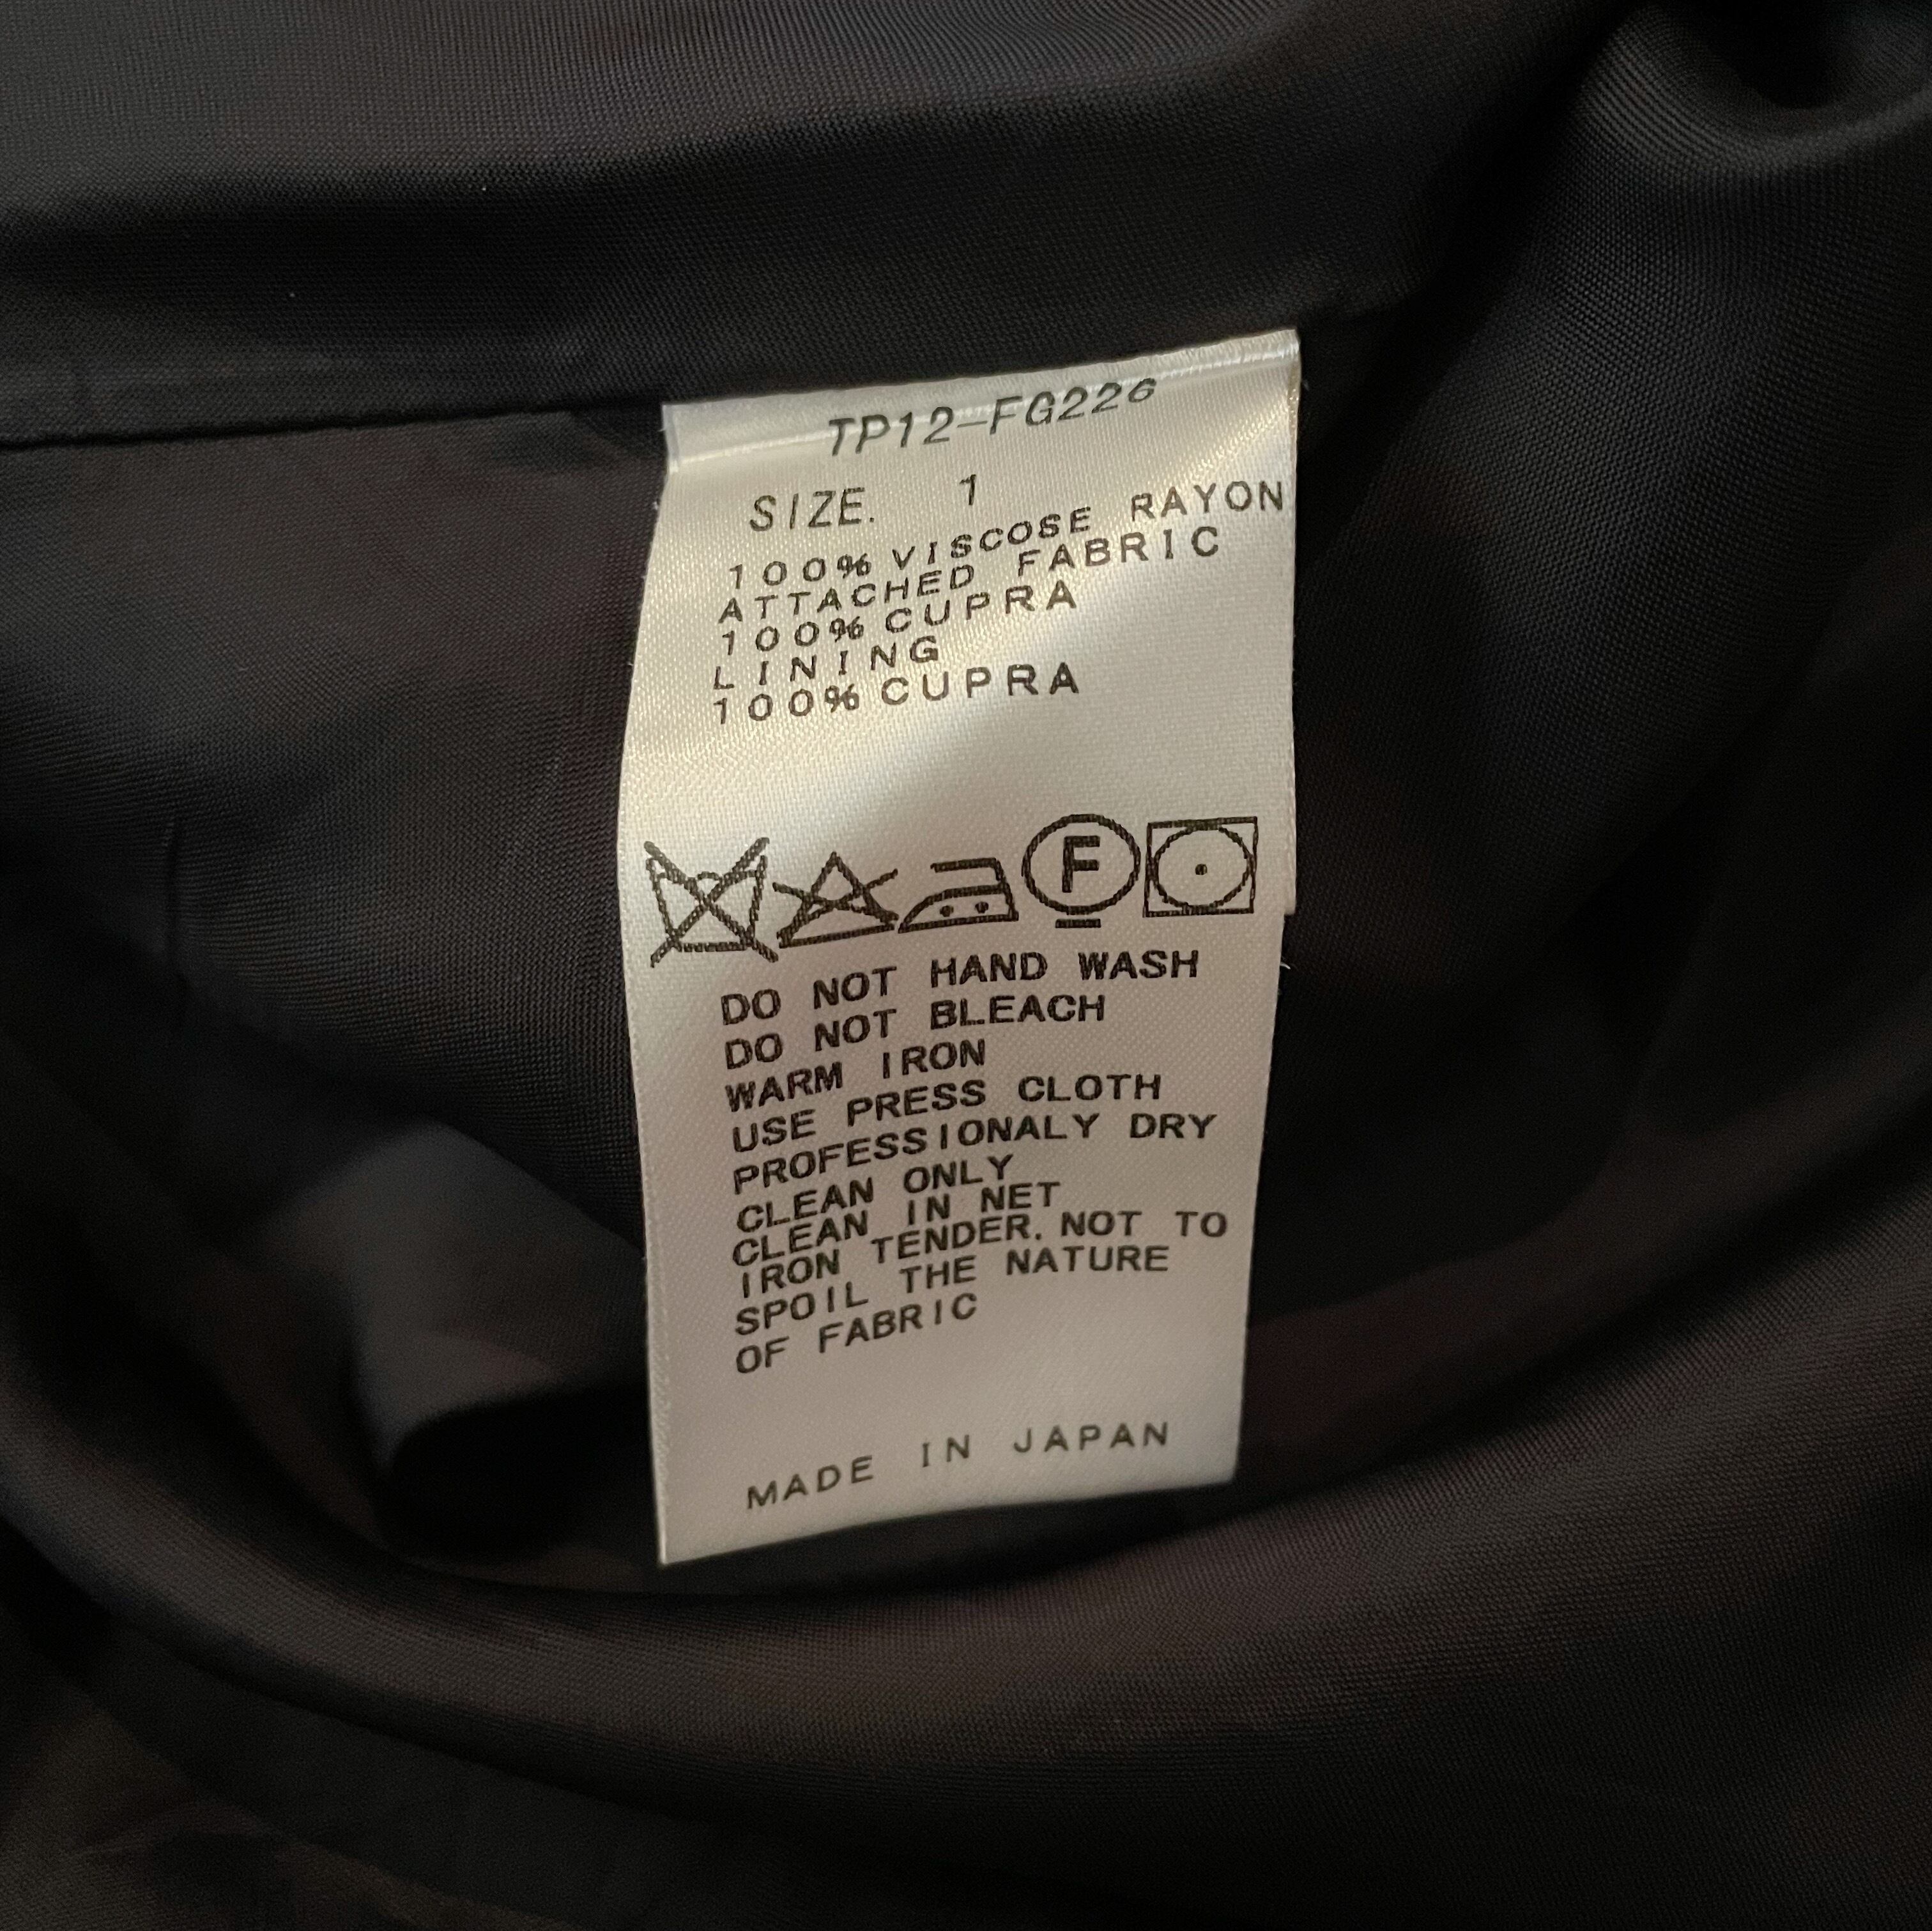 TP12-FG226
SIZE. 1
100% VISCOSE RAYON
ATTACHED FABRIC
100% CUPRA
LINING
100% CUPRA
F
DO NOT HAND WASH
DO NOT BLEACH
WARM IRON
USE PRESS CLOTH
PROFESSIONALY DRY
CLEAN ONLY
CLEAN IN NET
IRON TENDER. NOT TO
SPOIL THE NATURE
OF FABRIC
MADE IN JAPAN